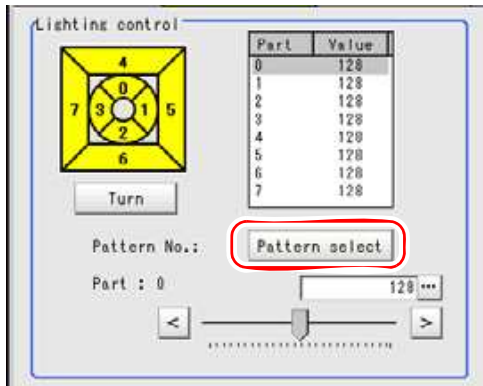 Lighting control
4
0
7 3 1 5
2
6
Turn
Part Value
0 128
1 128
2 128
3 128
4 128
5 128
6 128
7 128
Pattern No.: Pattern select
Part : 0 128 ...
< >